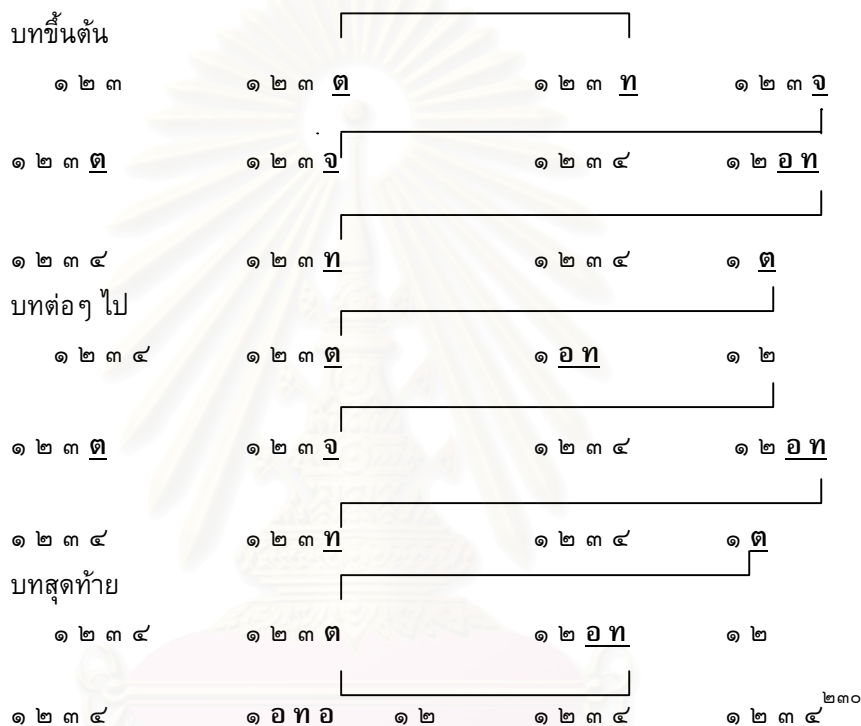 บทขึ้นต้น
๑ ๒ ๓ ๑ ๒ ๓ ต ๑ ๒ ๓ ท ๑ ๒ ๓ จ
๑ ๒ ๓ ต ๑ ๒ ๓ จ ๑ ๒ ๓ ๔ ๑ ๒ อ ท
๑ ๒ ๓ ๔ ๑ ๒ ๓ ท ๑ ๒ ๓ ๔ ๑ ต
บทต่อๆ ไป
๑ ๒ ๓ ๔ ๑ ๒ ๓ ต ๑ อ ท ๑ ๒
๑ ๒ ๓ ต ๑ ๒ ๓ จ ๑ ๒ ๓ ๔ ๑ ๒ อ ท
๑ ๒ ๓ ๔ ๑ ๒ ๓ ท ๑ ๒ ๓ ๔ ๑ ต
บทสุดท้าย
๑ ๒ ๓ ๔ ๑ ๒ ๓ ต ๑ ๒ อ ท ๑ ๒
๑ ๒ ๓ ๔ ๑ อ ท อ ๑ ๒ ๑ ๒ ๓ ๔ ๑ ๒ ๓ ๔ ๒๓๐